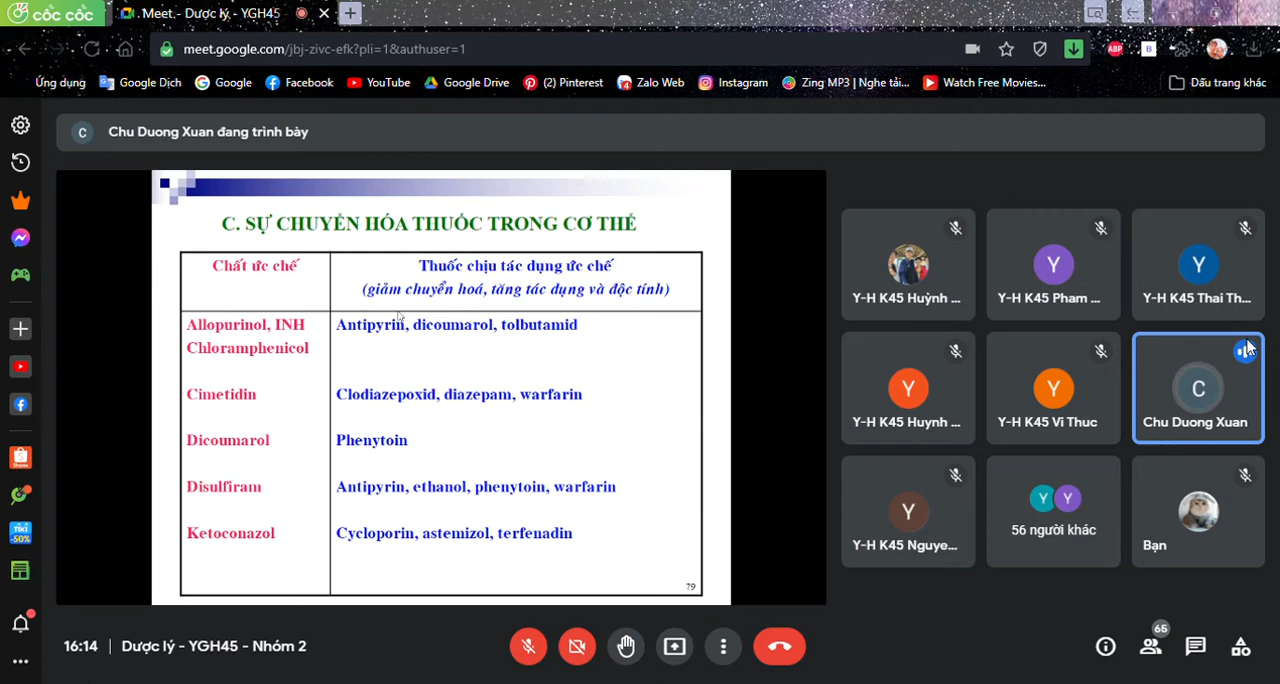 cốc cốc
Meet - Dược lý - YGH45
meet.google.com/jbj-zivc-efk?pli=1&authuser=1
ABP
B
Ứng dụng
Google Dịch
Google
Facebook
YouTube
Google Drive
(2) Pinterest
Zalo Web
Instagram
Zing MP3 | Nghe tải...
Watch Free Movies...
Dấu trang khác
C
Chu Duong Xuan đang trình bày
C. SỰ CHUYỂN HÓA THUỐC TRONG CƠ THỂ
Chất ức chế
Thuốc chịu tác dụng ức chế
(giảm chuyển hoá, tăng tác dụng và độc tính)
Allopurinol, INH
Chloramphenicol
Antipyrin, dicoumarol, tolbutamid
Cimetidin
Clodiazepoxid, diazepam, warfarin
Dicoumarol
Phenytoin
Disulfiram
Antipyrin, ethanol, phenytoin, warfarin
Ketoconazol
Cycloporin, astemizol, terfenadin
79
Y-H K45 Huỳnh ...
Y
Y-H K45 Pham ...
Y
Y-H K45 Thai Th...
Y
Y-H K45 Huynh ...
Y
Y-H K45 Vi Thuc
C
Chu Duong Xuan
Y
Y-H K45 Nguye...
Y Y
56 người khác
Bạn
Shopee
TIKI
-50%
16:14 | Dược lý - YGH45 - Nhóm 2
65